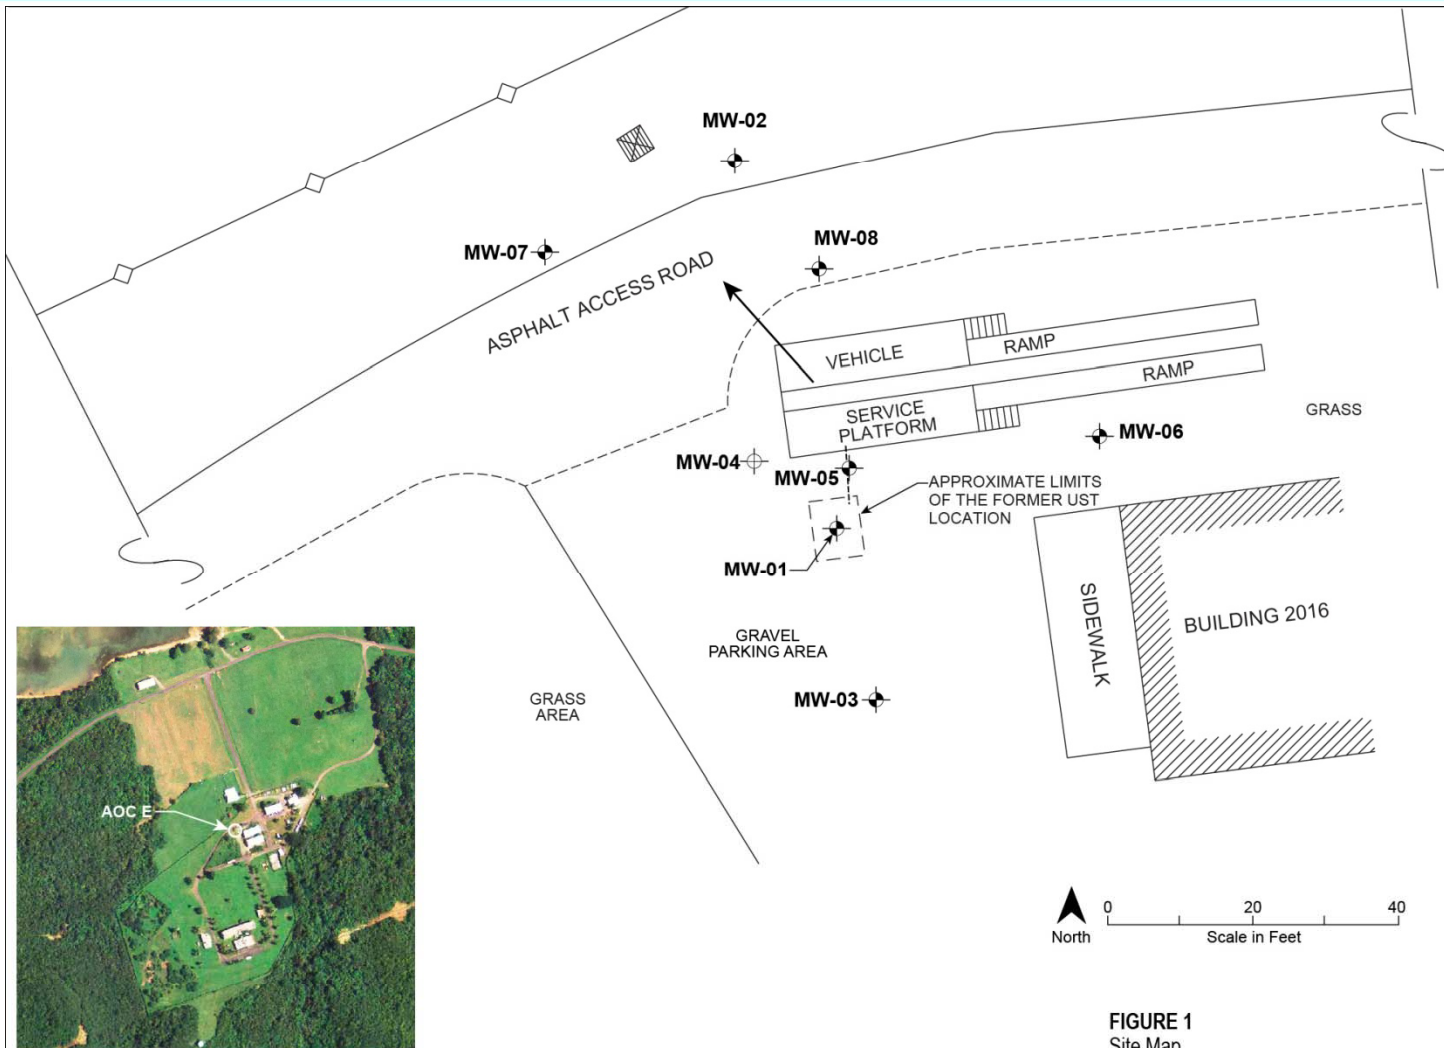 MW-02
MW-07
MW-08
ASPHALT ACCESS ROAD
VEHICLE
RAMP
RAMP
SERVICE
PLATFORM
GRASS
MW-06
MW-04
MW-05
APPROXIMATE LIMITS
OF THE FORMER UST
LOCATION
MW-01
SIDEWALK
BUILDING 2016
GRAVEL
PARKING AREA
GRASS
AREA
MW-03
AOC E
North
0 20 40
Scale in Feet
FIGURE 1
Site Map